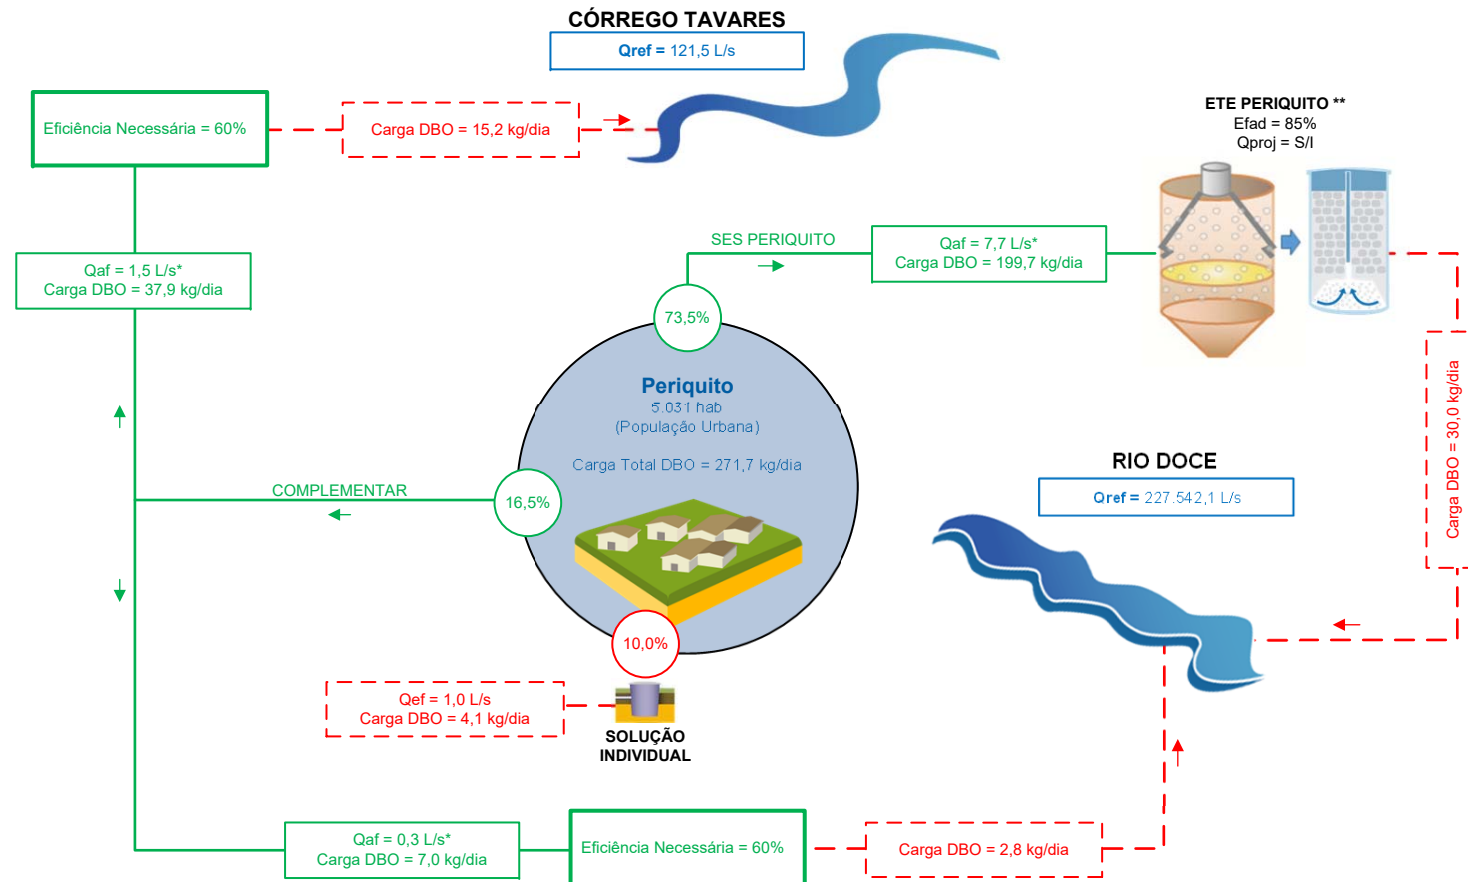 CÓRREGO TAVARES
Qref = 121,5 L/s
Eficiência Necessária = 60%
Carga DBO = 15,2 kg/dia
ETE PERIQUITO **
Efad = 85%
Qproj = S/I
SES PERIQUITO
Qaf = 7,7 L/s*
Carga DBO = 199,7 kg/dia
Qaf = 1,5 L/s*
Carga DBO = 37,9 kg/dia
73,5%
Periquito
5.031 hab
(População Urbana)
Carga Total DBO = 271,7 kg/dia
Carga DBO = 30,0 kg/dia
RIO DOCE
Qref = 227.542,1 L/s
COMPLEMENTAR
16,5%
10,0%
Qef = 1,0 L/s
Carga DBO = 4,1 kg/dia
SOLUÇÃO
INDIVIDUAL
Qaf = 0,3 L/s*
Carga DBO = 7,0 kg/dia
Eficiência Necessária = 60%
Carga DBO = 2,8 kg/dia